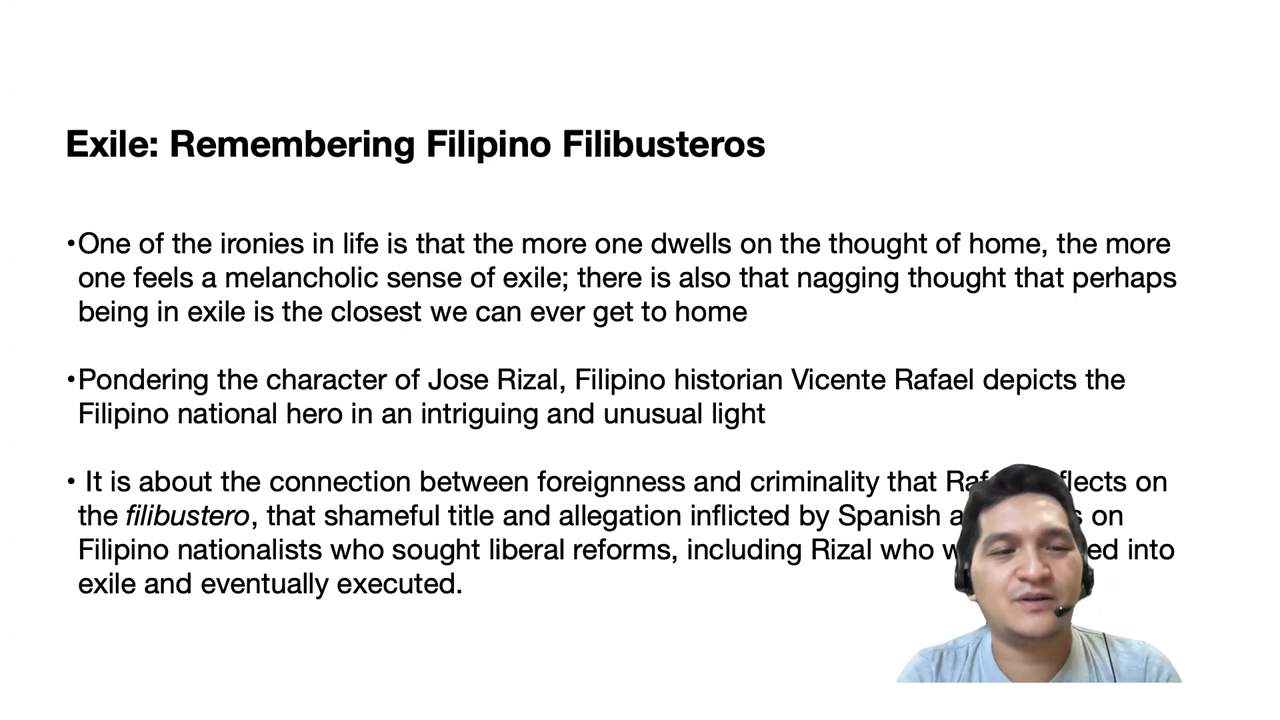 Exile: Remembering Filipino Filibusteros
•One of the ironies in life is that the more one dwells on the thought of home, the more
one feels a melancholic sense of exile; there is also that nagging thought that perhaps
being in exile is the closest we can ever get to home
•Pondering the character of Jose Rizal, Filipino historian Vicente Rafael depicts the
Filipino national hero in an intriguing and unusual light
• It is about the connection between foreignness and criminality that on
the filibustero, that shameful title and allegation inflicted by Spanish on
Filipino nationalists who sought liberal reforms, including Rizal who into
exile and eventually executed.